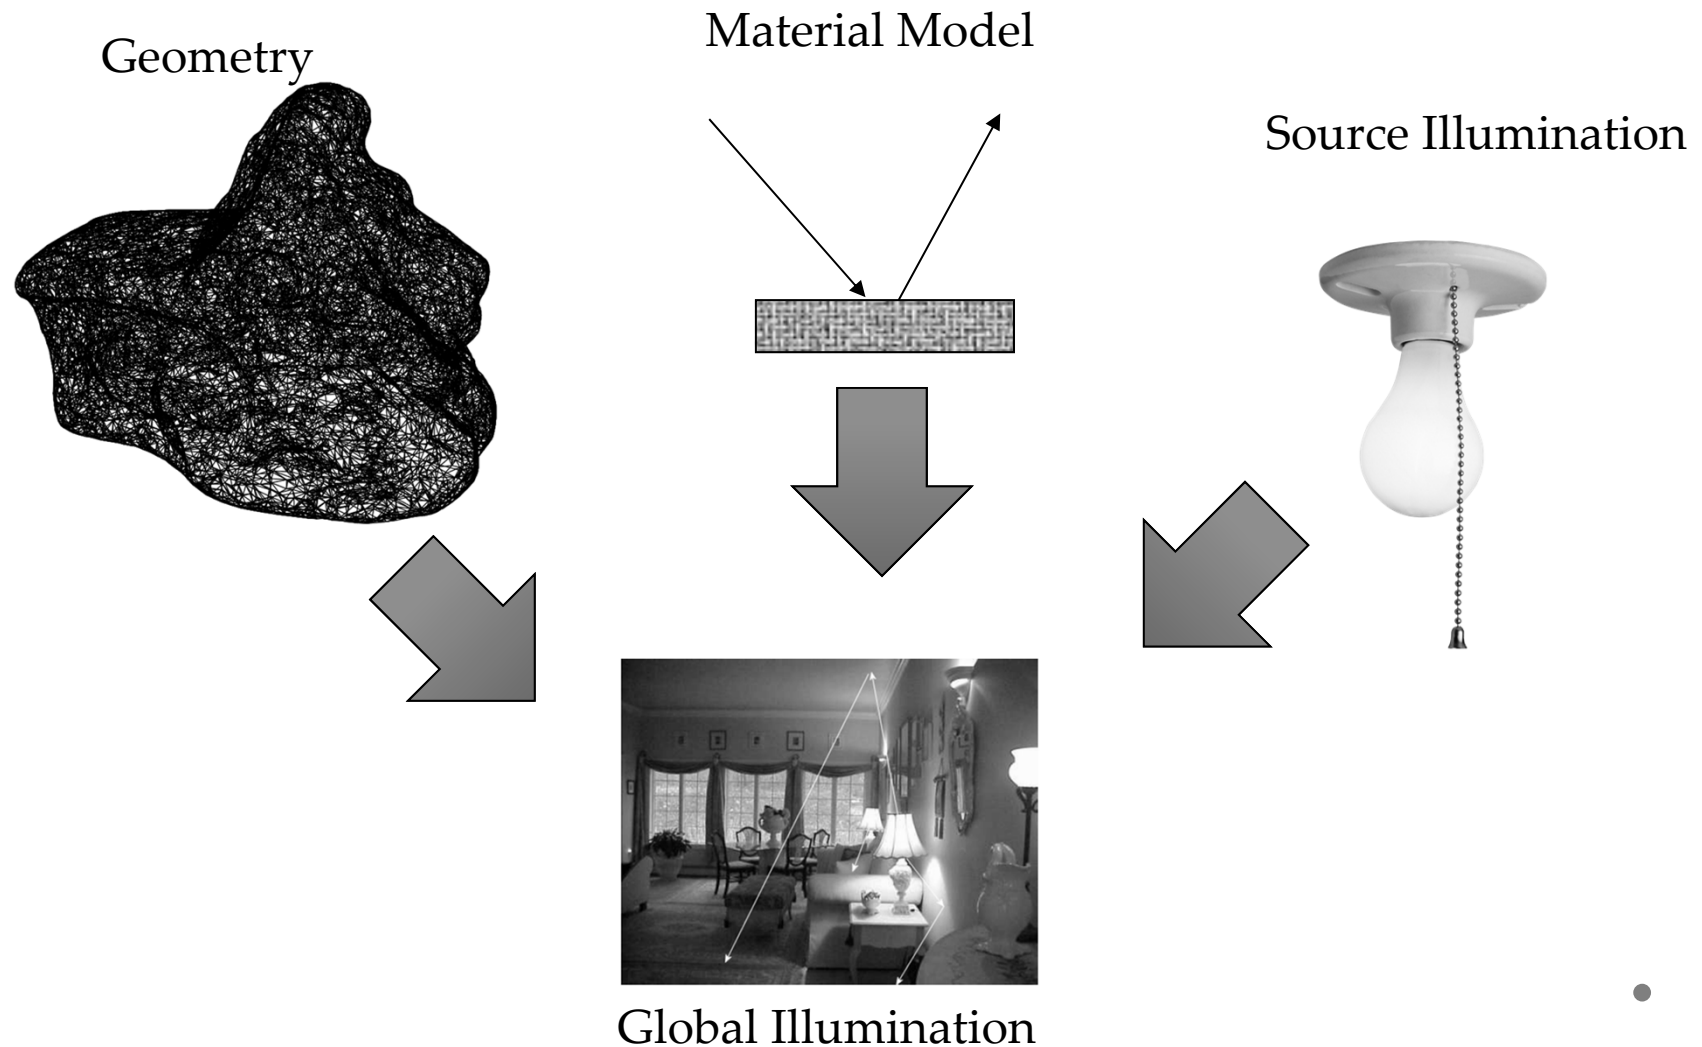 Geometry
Material Model
Source Illumination
Global Illumination